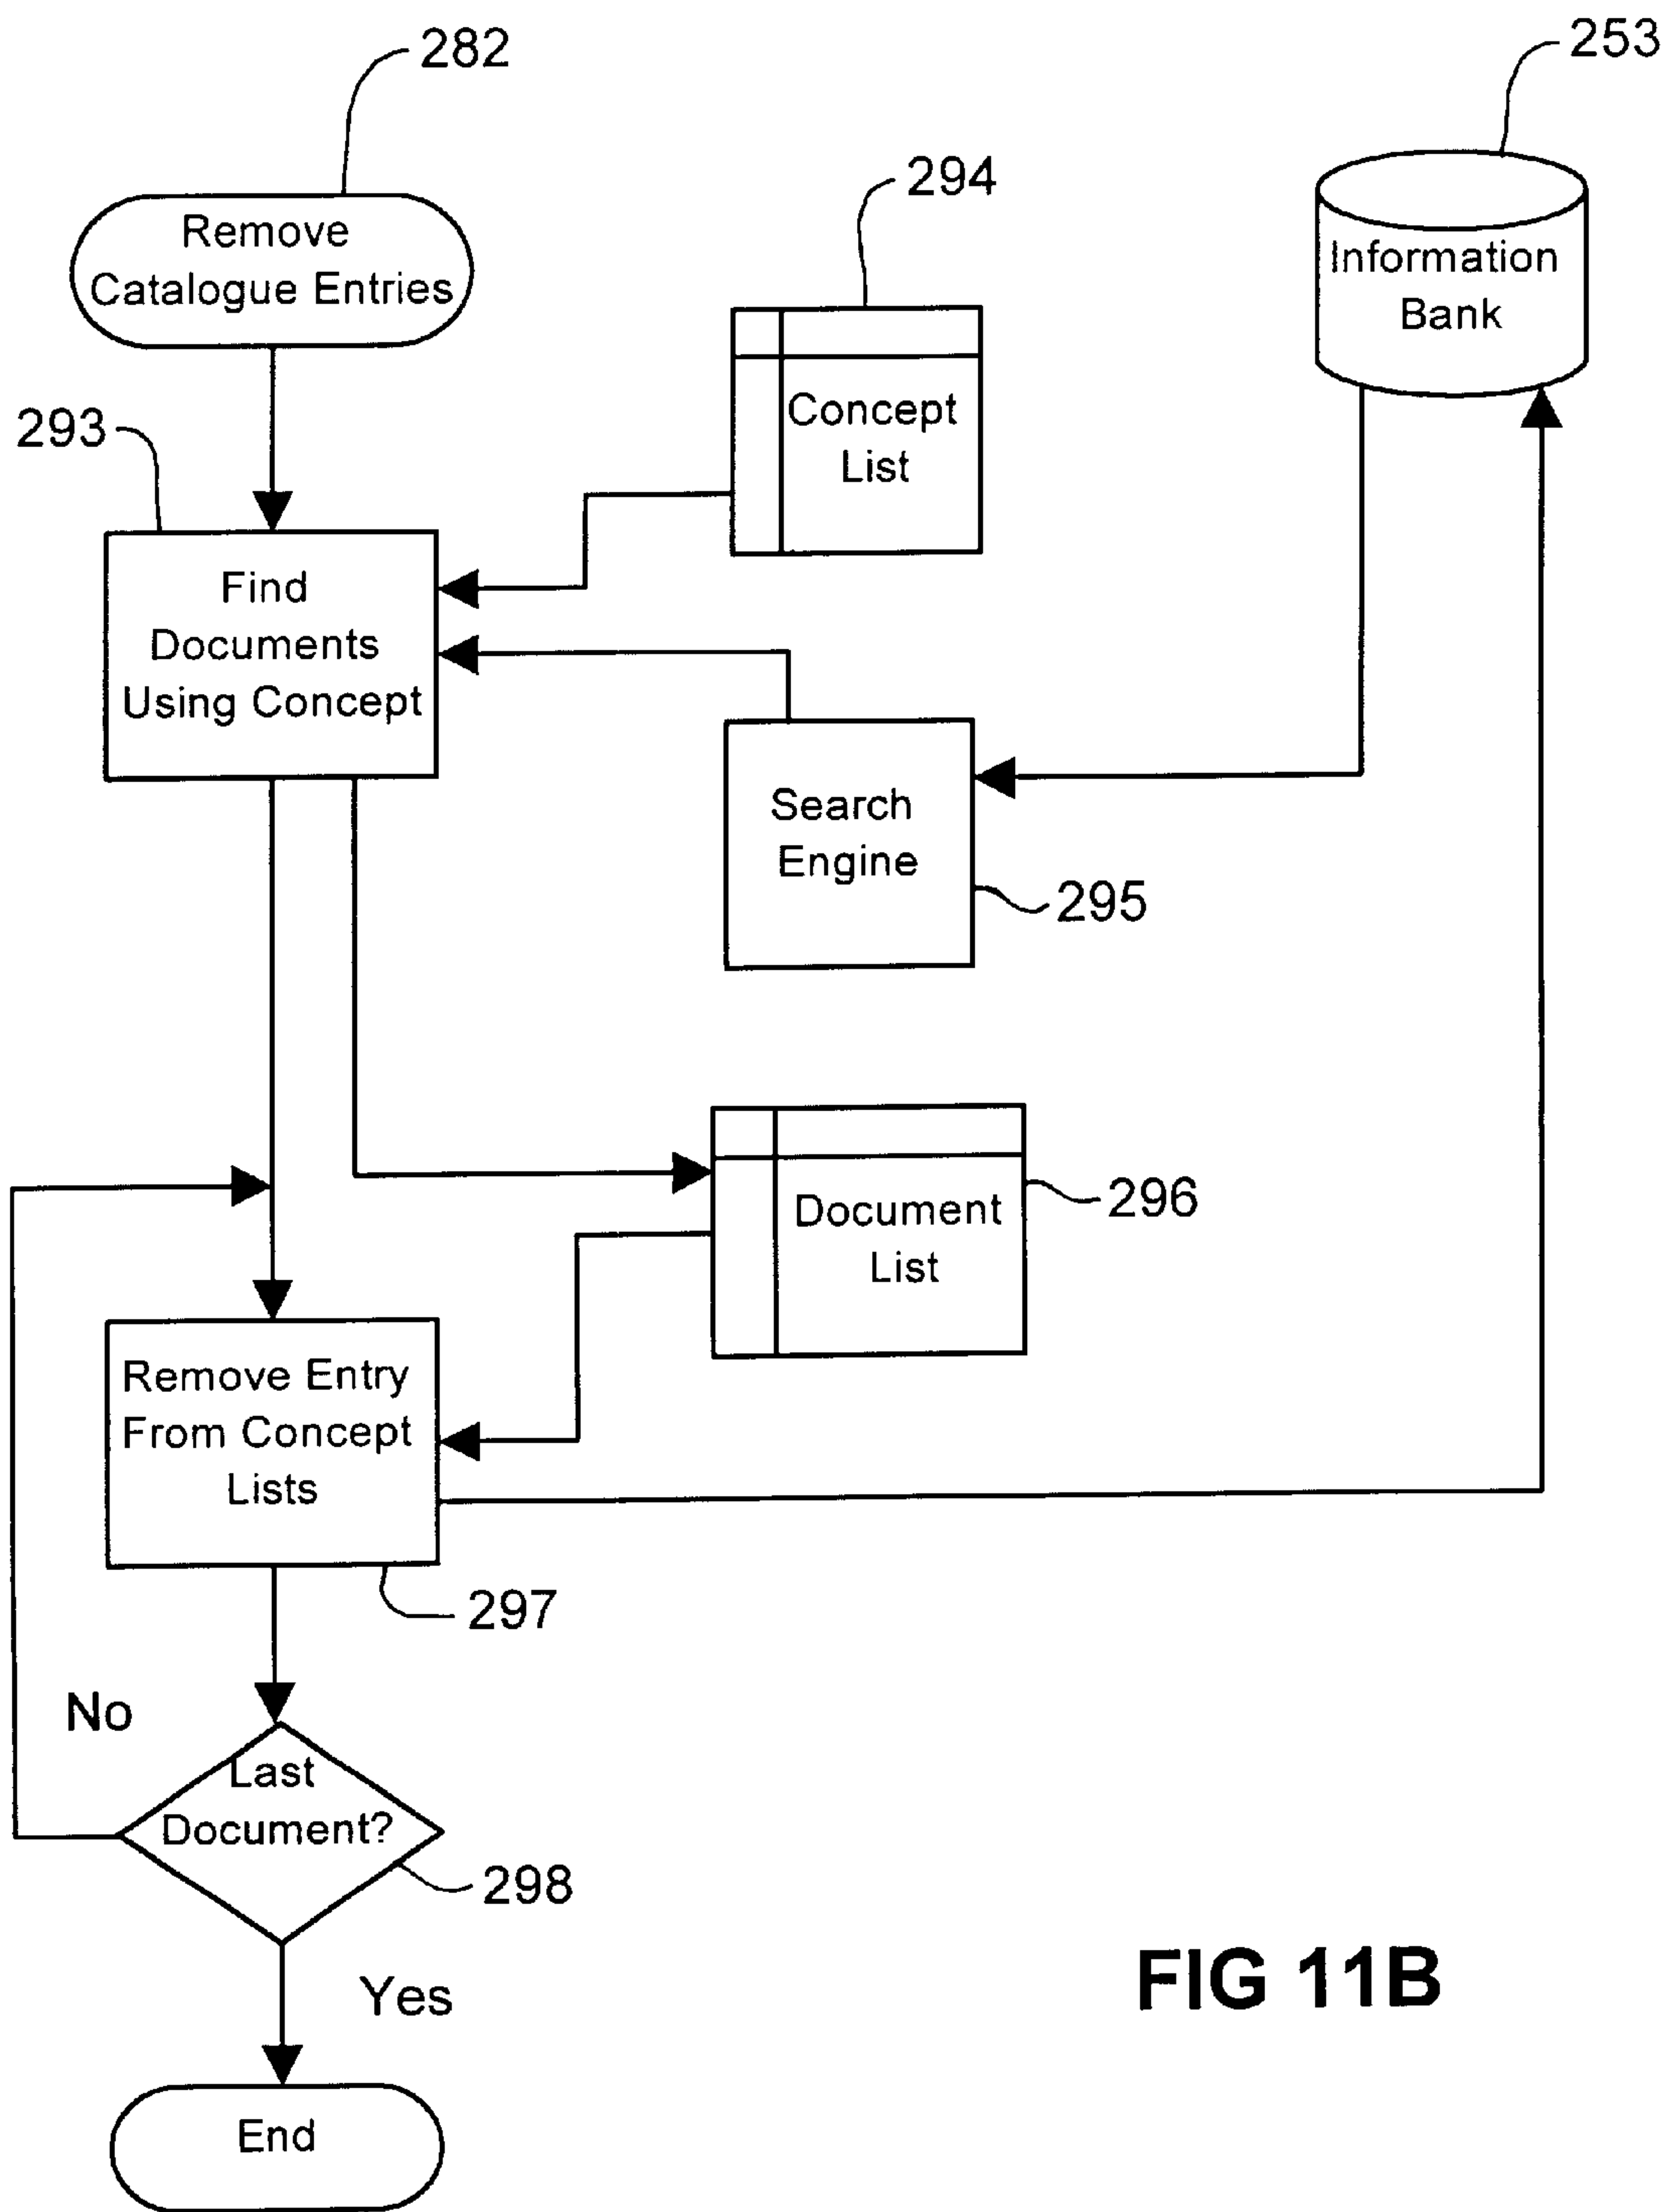 282
253
294
Remove
Catalogue Entries
Information
Bank
293
Concept
List
Find
Documents
Using Concept
Search
Engine
295
296
Document
List
Remove Entry
From Concept
Lists
297
No
Last
Document?
298
Yes
FIG 11B
End